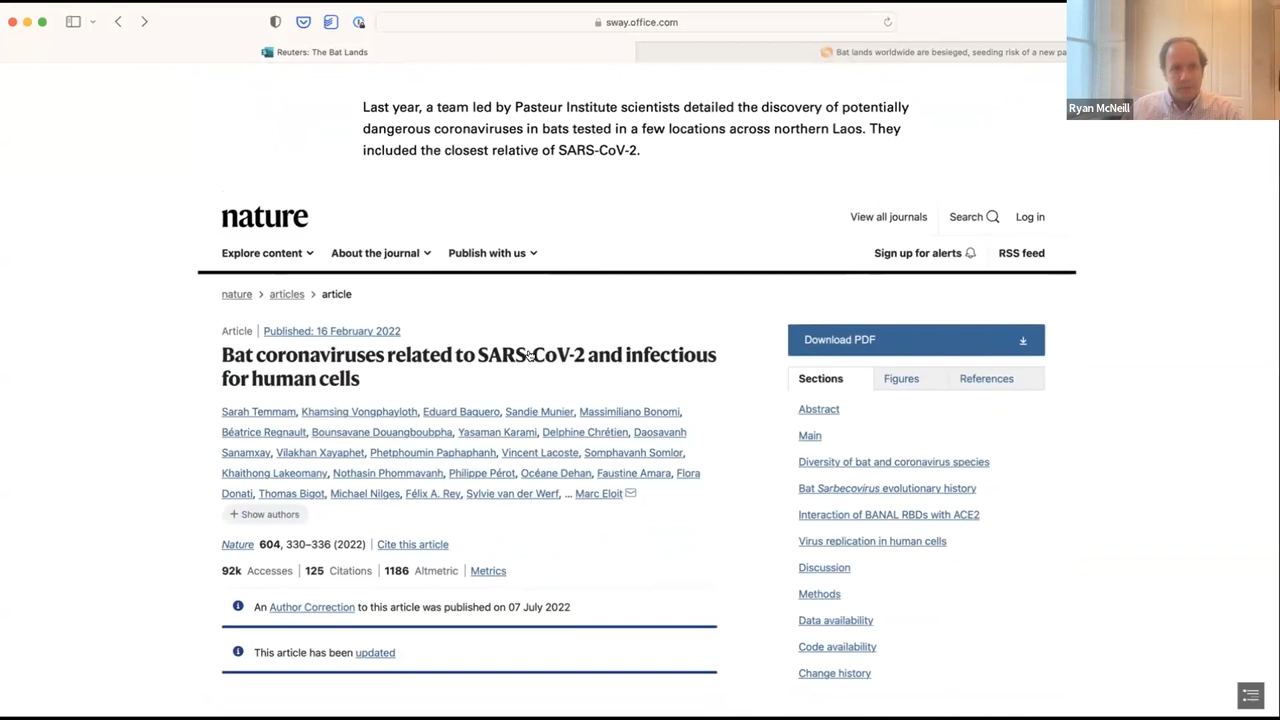 sway.office.com
Reuters: The Bat Lands
Bat lands worldwide are besieged, seeding risk of a new pa
Ryan McNeill
Last year, a team led by Pasteur Institute scientists detailed the discovery of potentially
dangerous coronaviruses in bats tested in a few locations across northern Laos. They
included the closest relative of SARS-CoV-2.
nature
View all journals
Search
Log in
Explore content
About the journal
Publish with us
Sign up for alerts
RSS feed
nature > articles > article
Article | Published: 16 February 2022
Bat coronaviruses related to SARS-CoV-2 and infectious
for human cells
Sarah Temmam, Khamsing Vongphayloth, Eduard Baquero, Sandie Munier, Massimiliano Bonomi,
Béatrice Regnault, Bounsavane Douangboubpha, Yasaman Karami, Delphine Chrétien, Daosavanh
Sanamxay, Vilakhan Xayaphet, Phetphoumin Paphaphanh, Vincent Lacoste, Somphavanh Somlor,
Khaithong Lakeomany, Nothasin Phommavanh, Philippe Pérot, Océane Dehan, Faustine Amara, Flora
Donati, Thomas Bigot, Michael Nilges, Félix A. Rey, Sylvie van der Werf, ... Marc Eloit
+ Show authors
Nature 604, 330–336 (2022) | Cite this article
92k Accesses | 125 Citations | 1186 Altmetric | Metrics
An Author Correction to this article was published on 07 July 2022
This article has been updated
Download PDF
Sections
Figures
References
Abstract
Main
Diversity of bat and coronavirus species
Bat Sarbecovirus evolutionary history
Interaction of BANAL RBDs with ACE2
Virus replication in human cells
Discussion
Methods
Data availability
Code availability
Change history